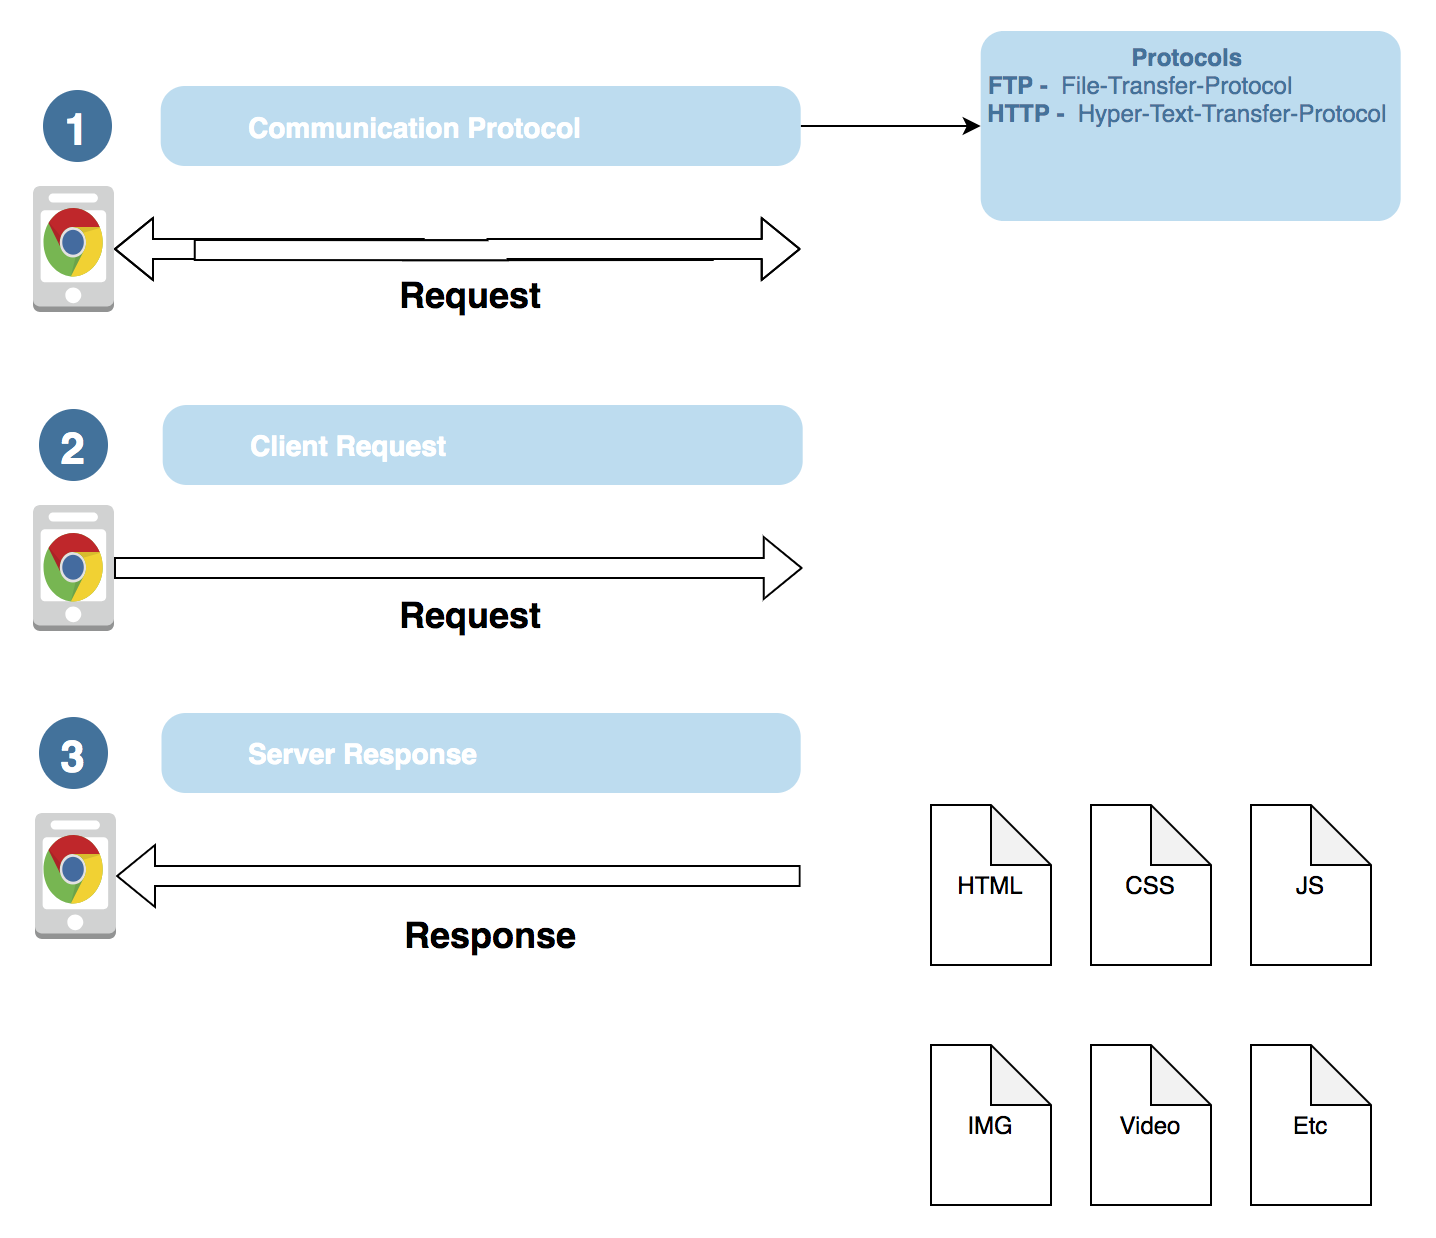 1
Communication Protocol
Protocols
FTP - File-Transfer-Protocol
HTTP - Hyper-Text-Transfer-Protocol
Request
2
Client Request
Request
3
Server Response
Response
HTML
CSS
JS
IMG
Video
Etc